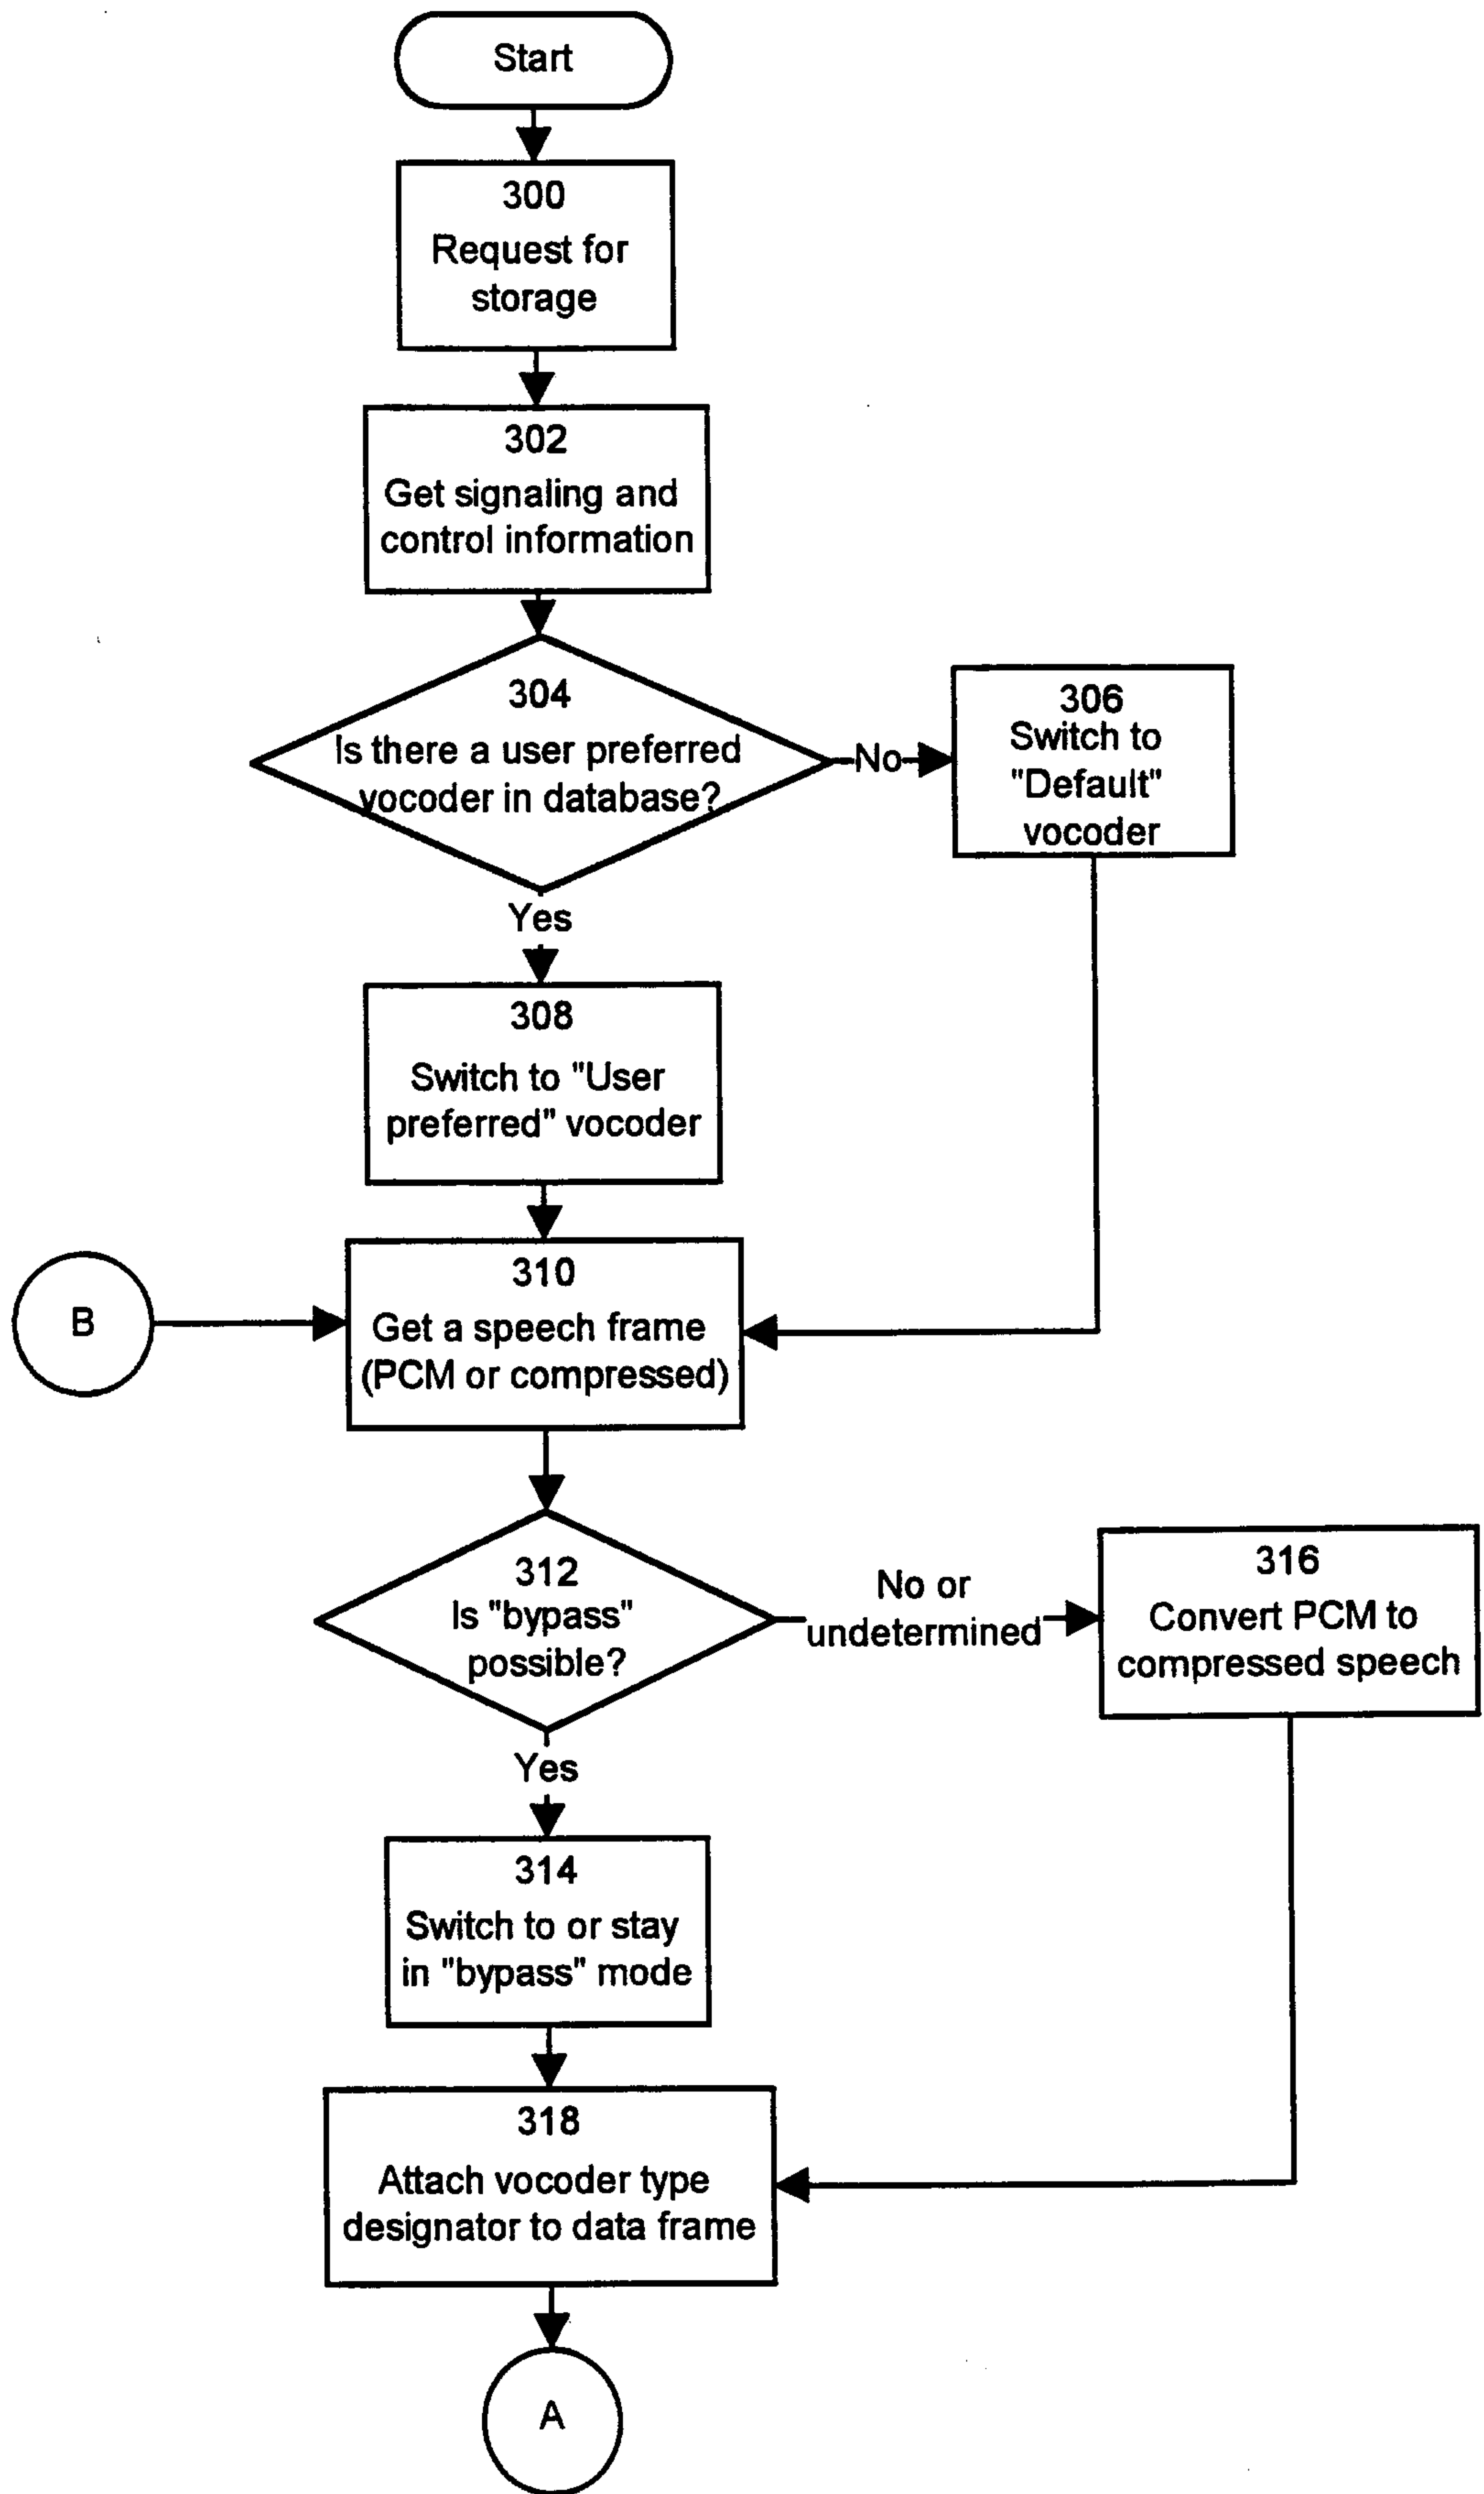 Start
300
Request for
storage
302
Get signaling and
control information
304
Is there a user preferred
vocoder in database?
No
306
Switch to
"Default"
vocoder
Yes
308
Switch to "User
preferred" vocoder
B
310
Get a speech frame
(PCM or compressed)
312
Is "bypass"
possible?
No or
undetermined
316
Convert PCM to
compressed speech
Yes
314
Switch to or stay
in "bypass" mode
318
Attach vocoder type
designator to data frame
A